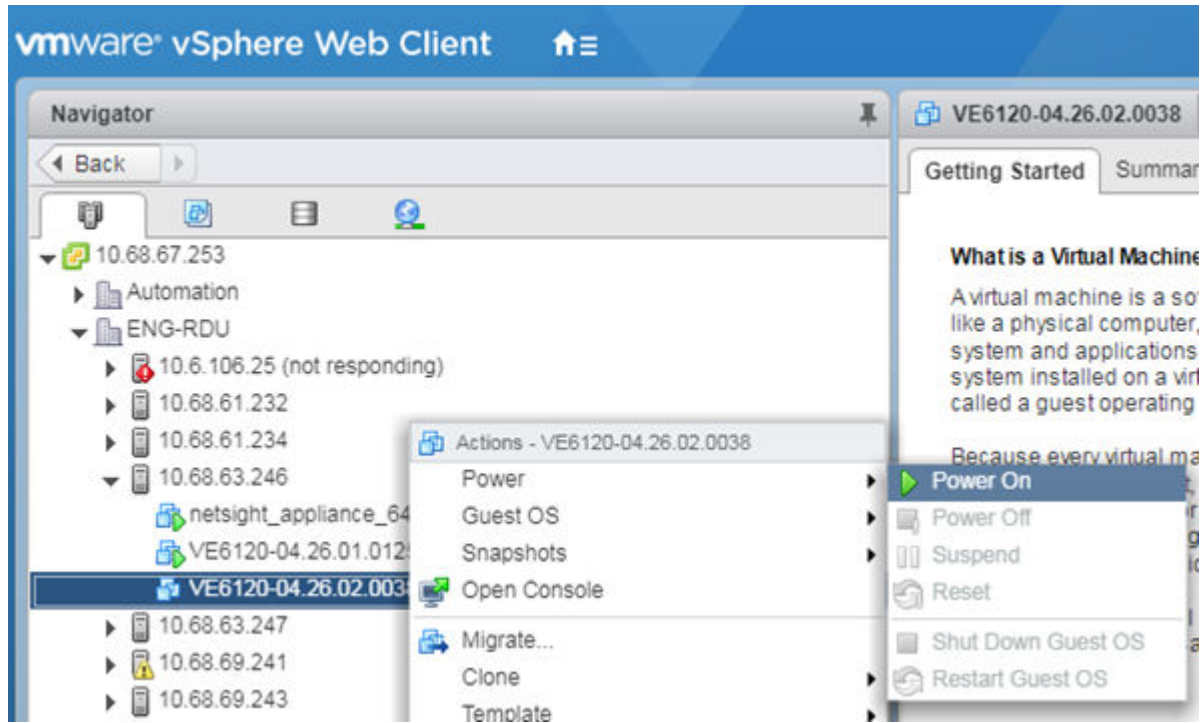 vmware® vSphere Web Client
Navigator
Back
10.68.67.253
Automation
ENG-RDU
10.6.106.25 (not responding)
10.68.61.232
10.68.61.234
10.68.63.246
netsight_appliance_64
VE6120-04.26.01.0125
VE6120-04.26.02.0038
10.68.63.247
10.68.69.241
10.68.69.243
Actions - VE6120-04.26.02.0038
Power
Guest OS
Snapshots
Open Console
Migrate...
Clone
Template
Power On
Power Off
Suspend
Reset
Shut Down Guest OS
Restart Guest OS
VE6120-04.26.02.0038
Getting Started Summar
What is a Virtual Machine
A virtual machine is a
like a physical computer,
system and applications
system installed on a
called a guest operating
Because every virtual